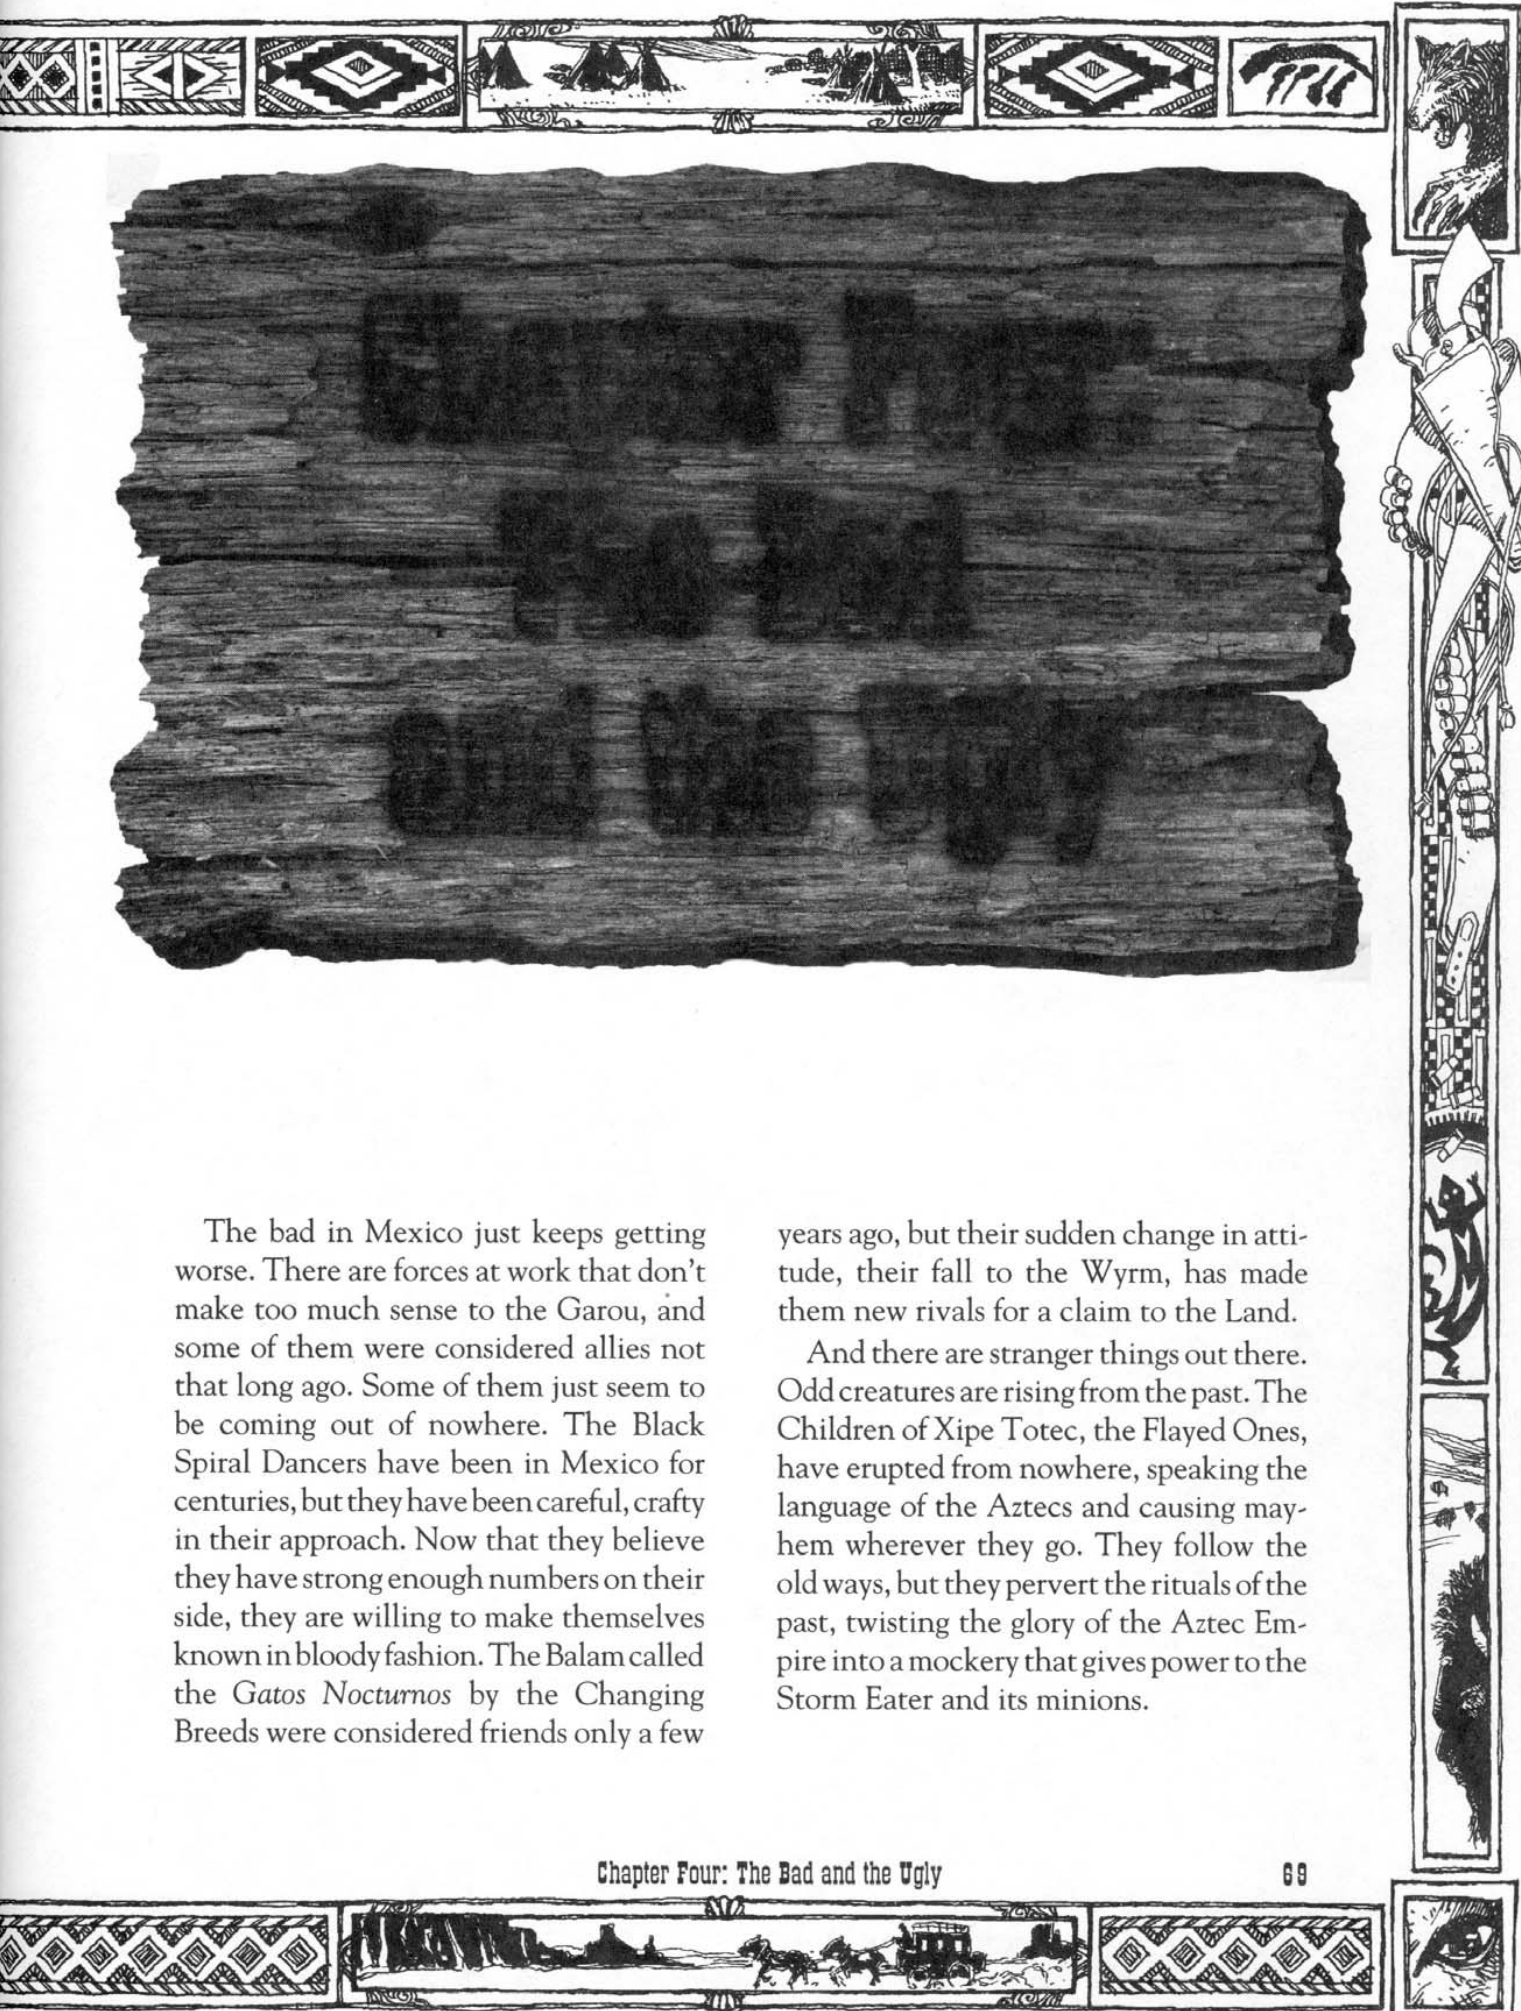 Chapter Four:
The Bad
and the Ugly
The bad in Mexico just keeps getting
worse. There are forces at work that don't
make too much sense to the Garou, and
some of them were considered allies not
that long ago. Some of them just seem to
be coming out of nowhere. The Black
Spiral Dancers have been in Mexico for
centuries, but they have been careful, crafty
in their approach. Now that they believe
they have strong enough numbers on their
side, they are willing to make themselves
known in bloody fashion. The Balam called
the Gatos Nocturnos by the Changing
Breeds were considered friends only a few
years ago, but their sudden change in atti-
tude, their fall to the Wyrm, has made
them new rivals for a claim to the Land.
And there are stranger things out there.
Odd creatures are rising from the past. The
Children of Xipe Totec, the Flayed Ones,
have erupted from nowhere, speaking the
language of the Aztecs and causing may-
hem wherever they go. They follow the
old ways, but they pervert the rituals of the
past, twisting the glory of the Aztec Em-
pire into a mockery that gives power to the
Storm Eater and its minions.
Chapter Four: The Bad and the Ugly
69